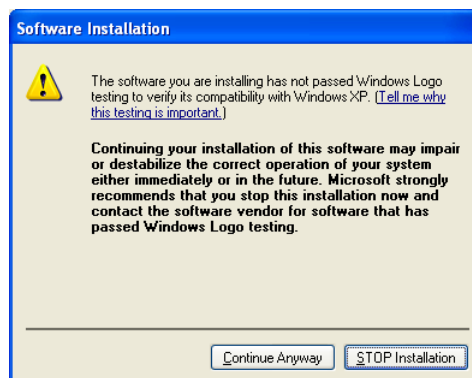 Software Installation
The software you are installing has not passed Windows Logo
testing to verify its compatibility with Windows XP. (Tell me why
this testing is important.)
Continuing your installation of this software may impair
or destabilize the correct operation of your system
either immediately or in the future. Microsoft strongly
recommends that you stop this installation now and
contact the software vendor for software that has
passed Windows Logo testing.
Continue Anyway STOP Installation